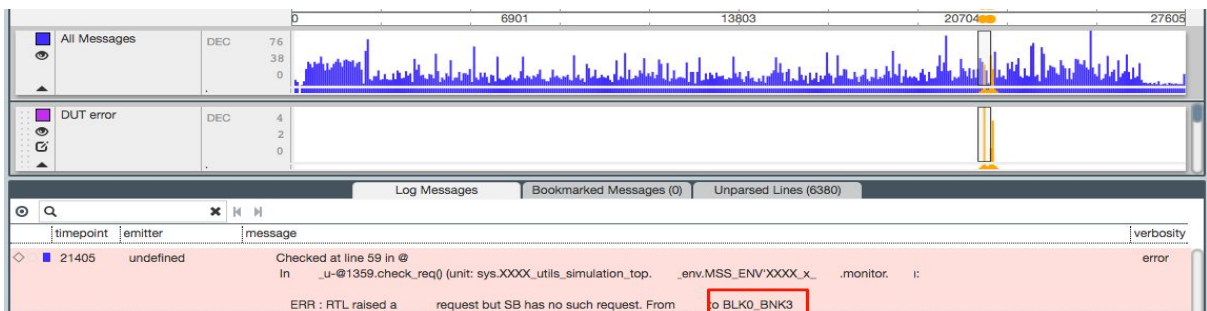 0 6901 13803 20704 27605
All Messages DEC 76
38
0
DUT error DEC 4
2
0
Log Messages Bookmarked Messages (0) Unparsed Lines (6380)
timepoint emitter message verbosity
21405 undefined Checked at line 59 in @ error
In _u-@1359.check_req() (unit: sys.XXXX_utils_simulation_top. _env.MSS_ENV'XXXX_x_ .monitor. i:
ERR : RTL raised a request but SB has no such request. From to BLK0_BNK3